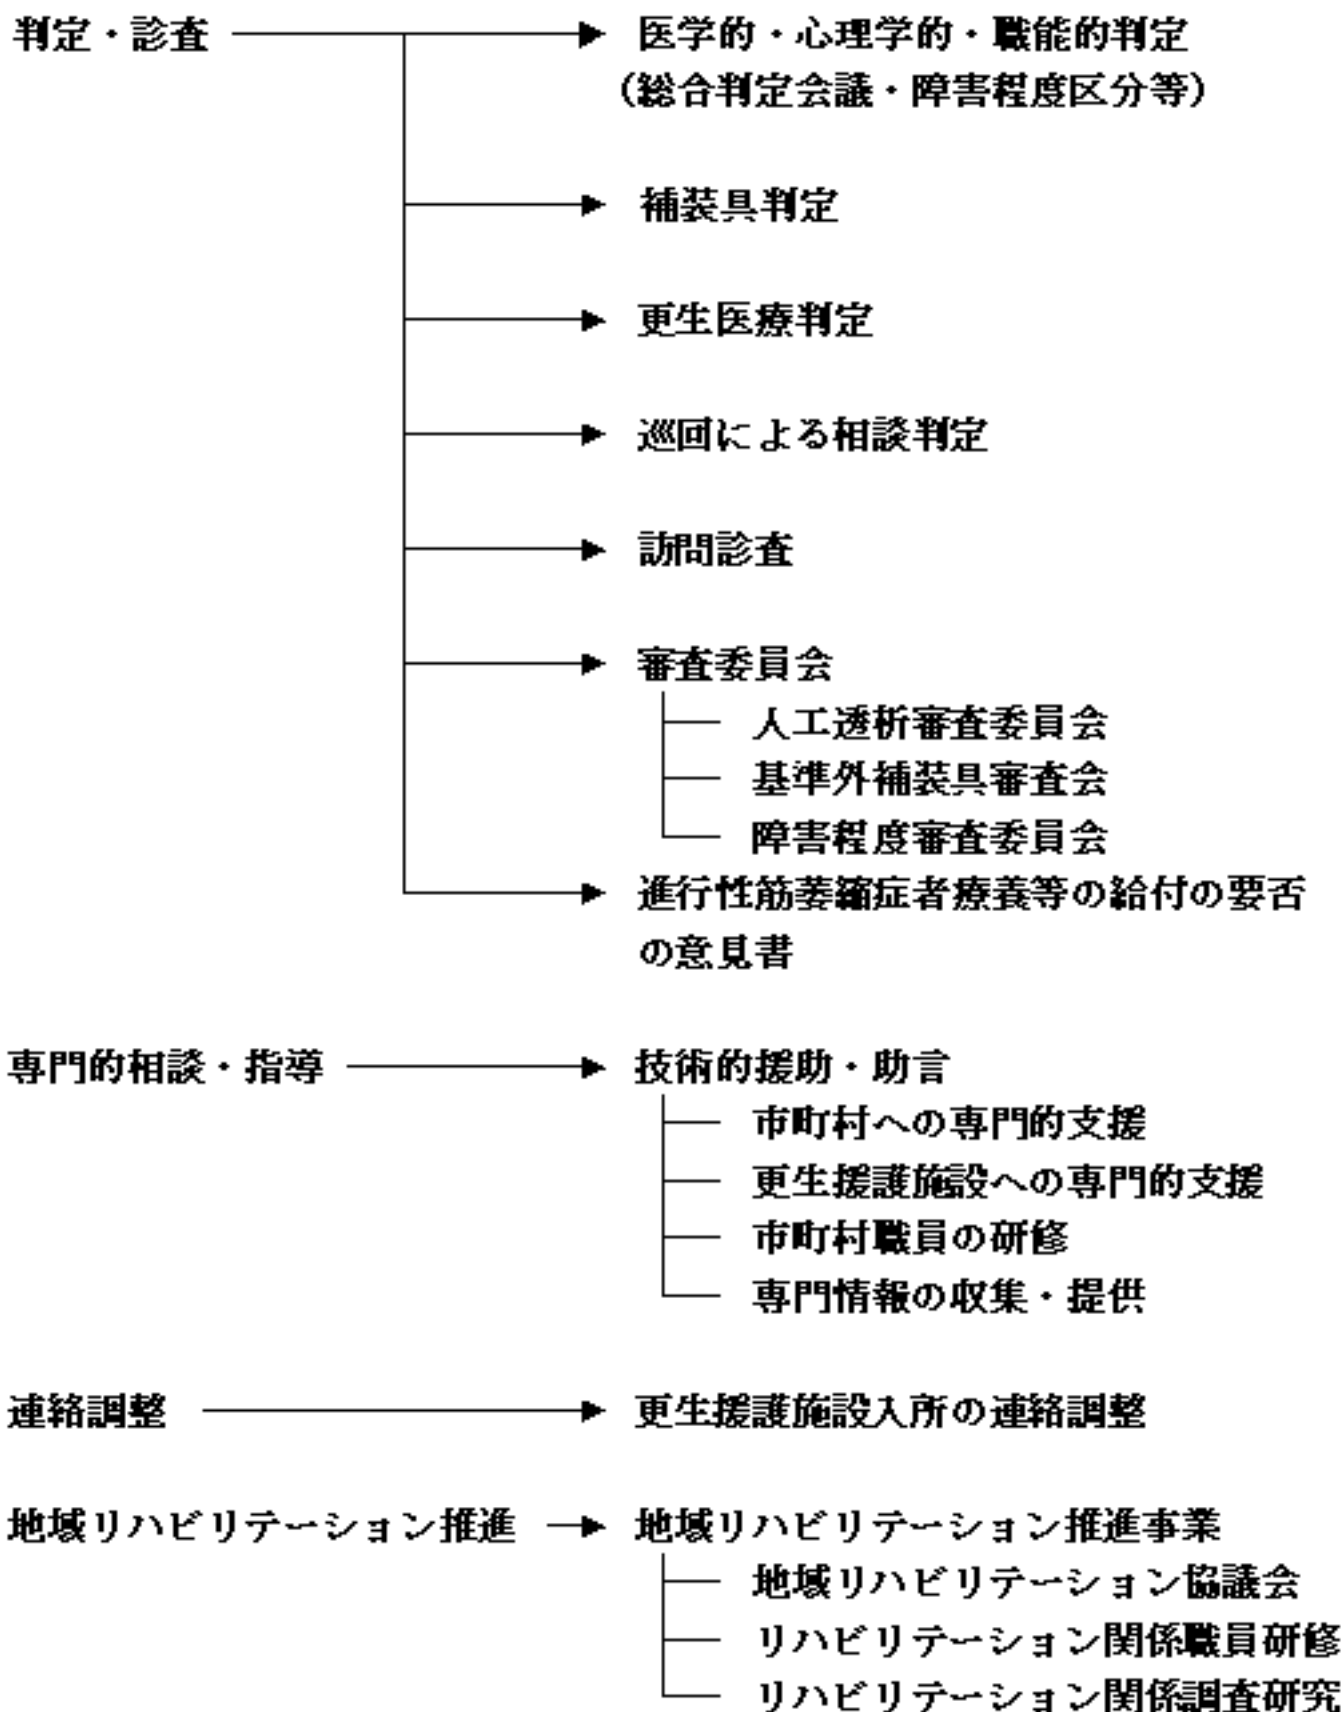 判定・診査
医学的・心理学的・職能的判定
（総合判定会議・障害程度区分等）
補装具判定
更生医療判定
巡回による相談判定
訪問診査
審査委員会
人工透析審査委員会
基準外補装具審査会
障害程度審査委員会
進行性筋萎縮症者療養等の給付の要否
の意見書
専門的相談・指導
技術的援助・助言
市町村への専門的支援
更生援護施設への専門的支援
市町村職員の研修
専門情報の収集・提供
連絡調整
更生援護施設入所の連絡調整
地域リハビリテーション推進
地域リハビリテーション推進事業
地域リハビリテーション協議会
リハビリテーション関係職員研修
リハビリテーション関係調査研究